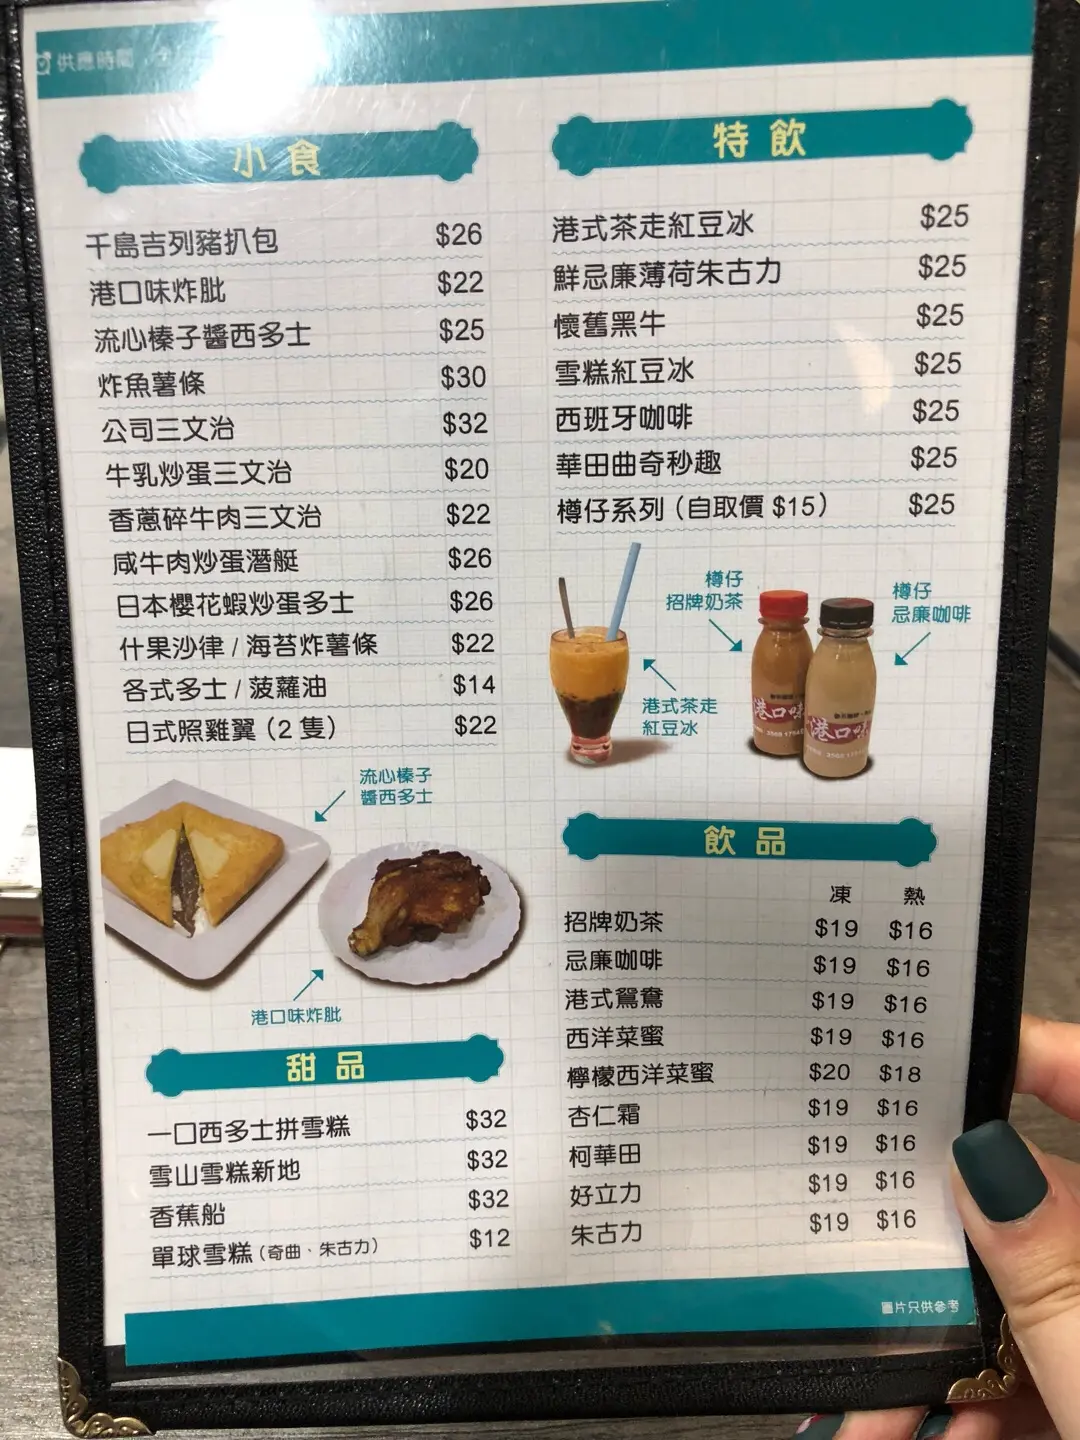 供應時間
小食
千島吉列豬扒包 $26
港口味炸肶 $22
流心榛子醬西多士 $25
炸魚薯條 $30
公司三文治 $32
牛乳炒蛋三文治 $20
香蔥碎牛肉三文治 $22
咸牛肉炒蛋潛艇 $26
日本櫻花蝦炒蛋多士 $26
什果沙律 / 海苔炸薯條 $22
各式多士 / 菠蘿油 $14
日式照雞翼（2 隻） $22
流心榛子
醬西多士
港口味炸肶
甜品
一口西多士拼雪糕 $32
雪山雪糕新地 $32
香蕉船 $32
單球雪糕（奇曲、朱古力） $12
特飲
港式茶走紅豆冰 $25
鮮忌廉薄荷朱古力 $25
懷舊黑牛 $25
雪糕紅豆冰 $25
西班牙咖啡 $25
華田曲奇秒趣 $25
樽仔系列（自取價 $15） $25
樽仔
招牌奶茶
樽仔
忌廉咖啡
港式茶走
紅豆冰
港口味
港口味
飲品
凍 熱
招牌奶茶 $19 $16
忌廉咖啡 $19 $16
港式鴛鴦 $19 $16
西洋菜蜜 $19 $16
檸檬西洋菜蜜 $20 $18
杏仁霜 $19 $16
柯華田 $19 $16
好立力 $19 $16
朱古力 $19 $16
圖片只供參考